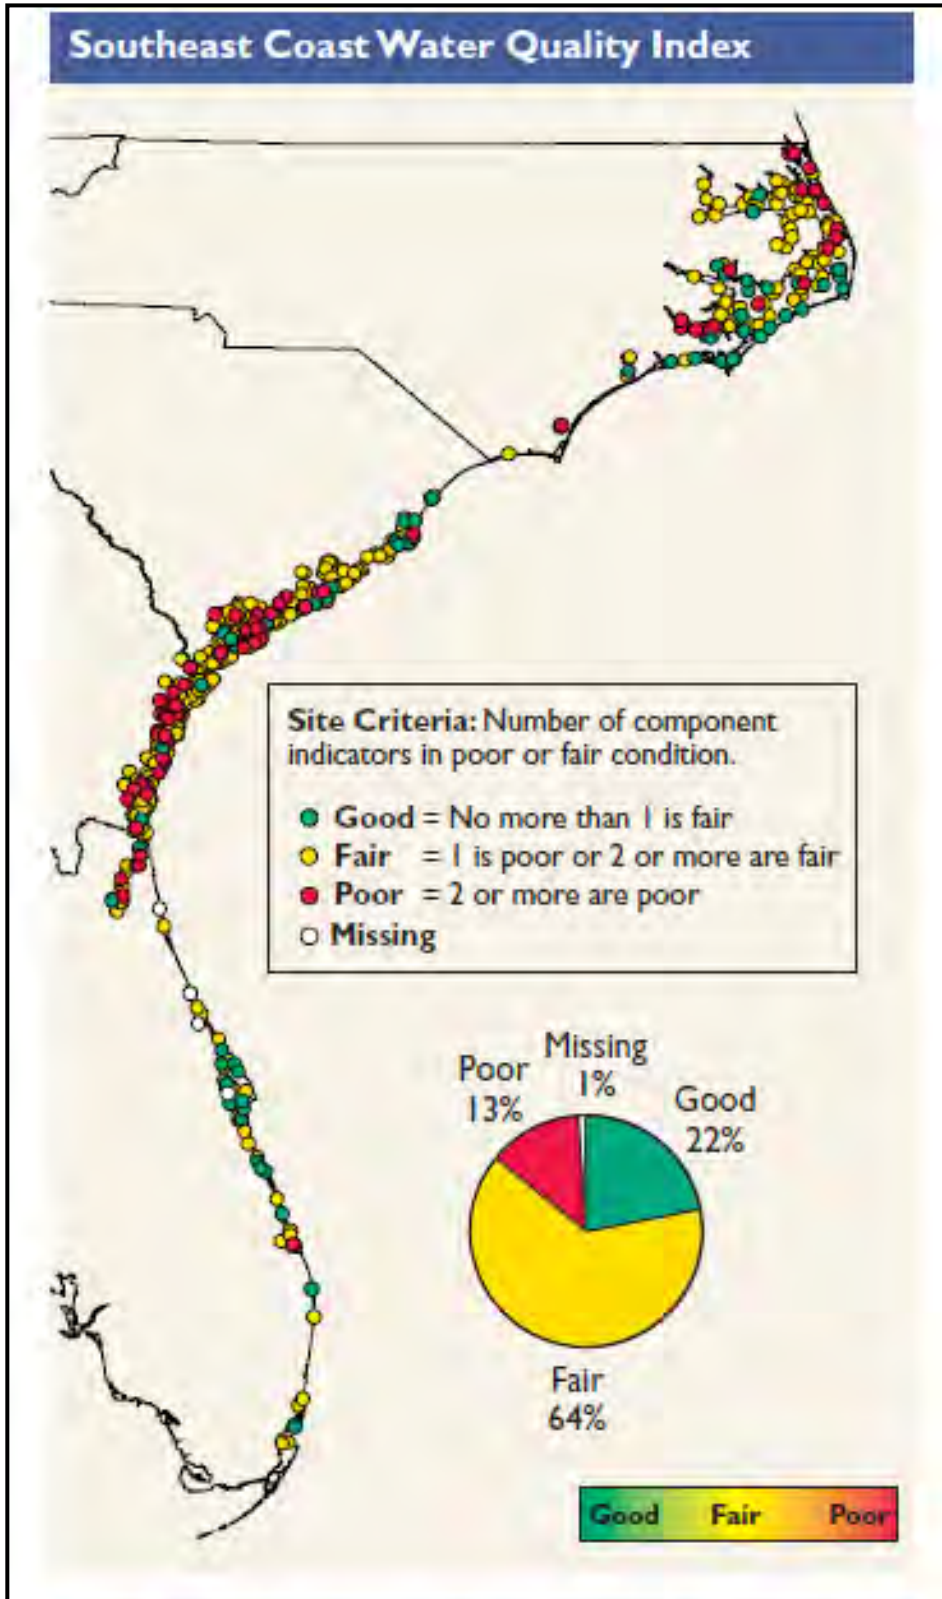 Southeast Coast Water Quality Index
Site Criteria: Number of component
indicators in poor or fair condition.
Good = No more than 1 is fair
Fair = 1 is poor or 2 or more are fair
Poor = 2 or more are poor
Missing
Missing
1%
Poor
13%
Good
22%
Fair
64%
Good Fair Poor